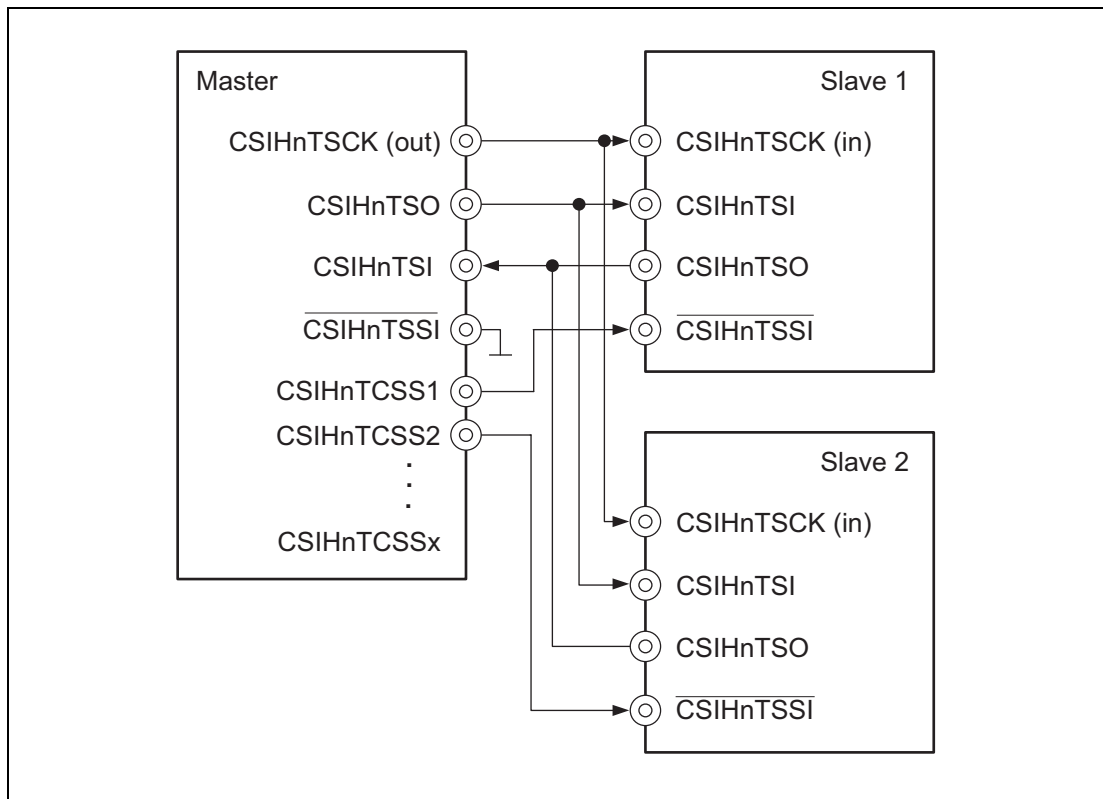 Master
CSIHnTSCK (out)
CSIHnTSO
CSIHnTSI
CSIHnTSSI
CSIHnTCSS1
CSIHnTCSS2
.
.
.
CSIHnTCSSx
Slave 1
CSIHnTSCK (in)
CSIHnTSI
CSIHnTSO
CSIHnTSSI
Slave 2
CSIHnTSCK (in)
CSIHnTSI
CSIHnTSO
CSIHnTSSI